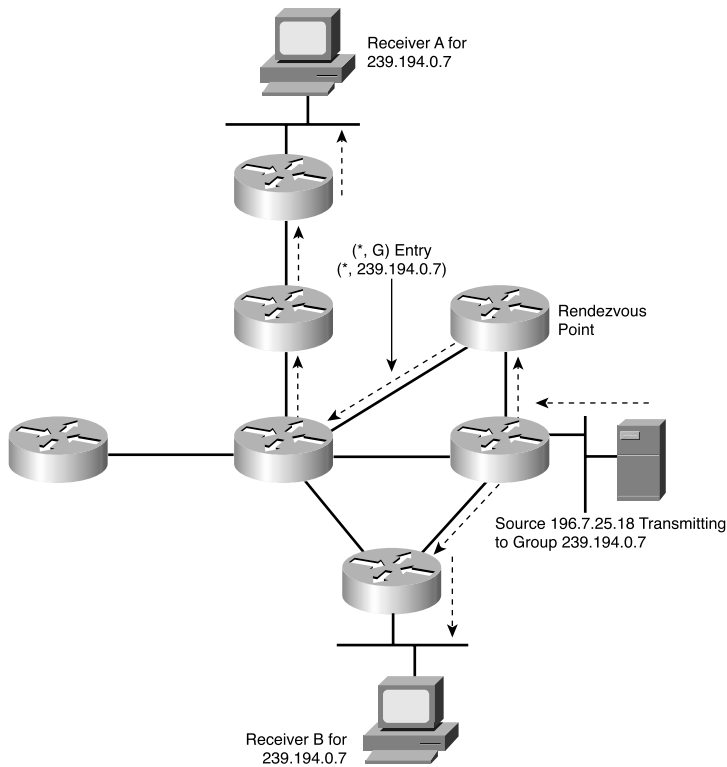 Receiver A for
239.194.0.7
(*, G) Entry
(*, 239.194.0.7)
Rendezvous
Point
Source 196.7.25.18 Transmitting
to Group 239.194.0.7
Receiver B for
239.194.0.7